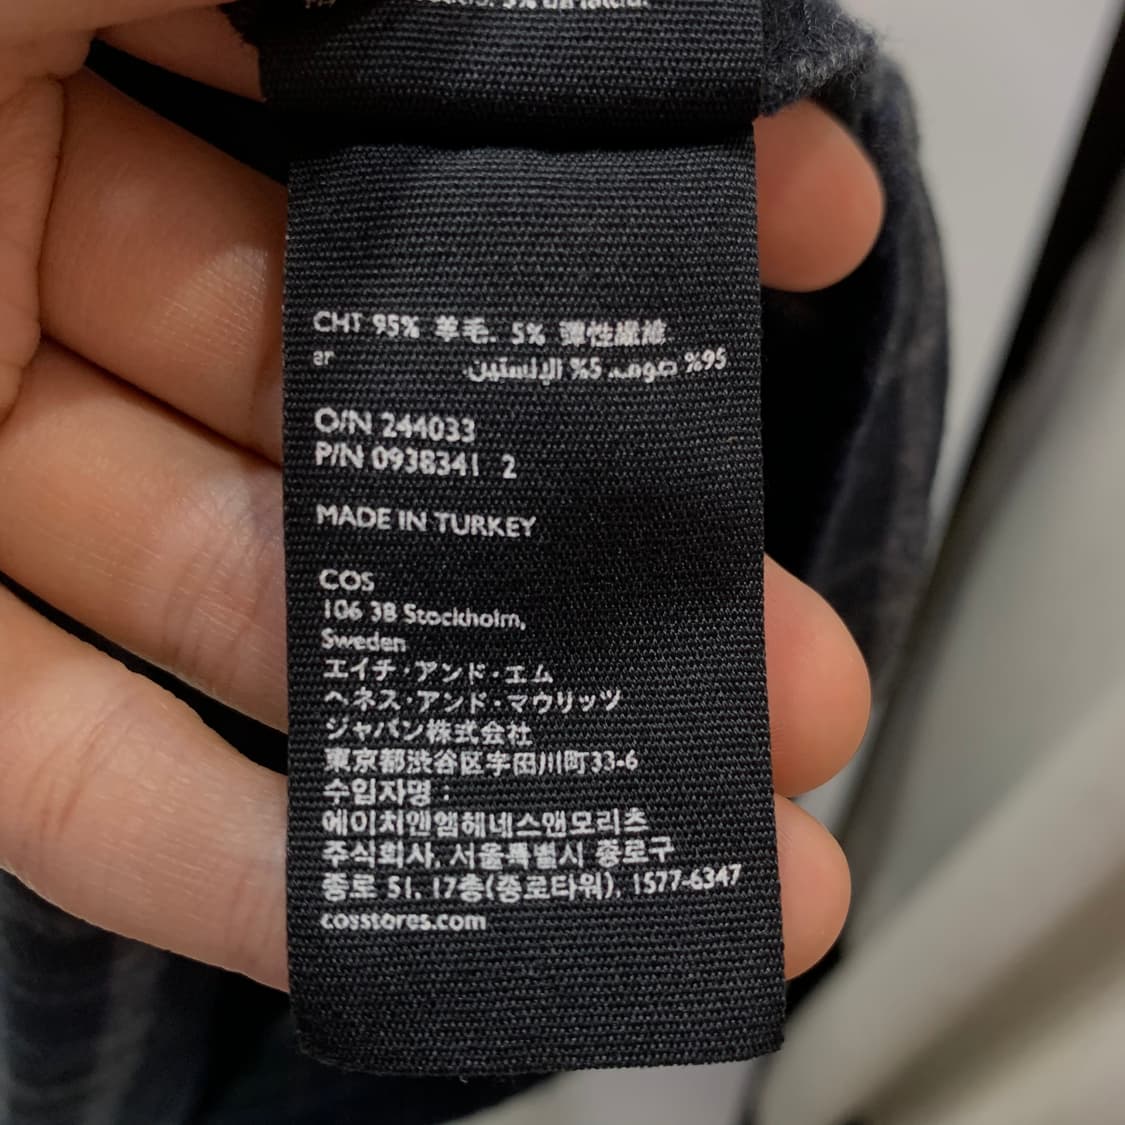 5% de lailaí.
CHT 95% 羊毛. 5% 彈性纖維
ar 95% صوف. 5% الإلستين.
O/N 244033
P/N 0938341 2
MADE IN TURKEY
COS
106 38 Stockholm,
Sweden
エイチ・アンド・エム
ヘネス・アンド・マウリッツ
ジャパン株式会社
東京都渋谷区宇田川町33-6
수입자명 :
에이치앤엠헤네스앤모리츠
주식회사, 서울특별시 종로구
종로 51, 17층(종로타워), 1577-6347
cosstores.com